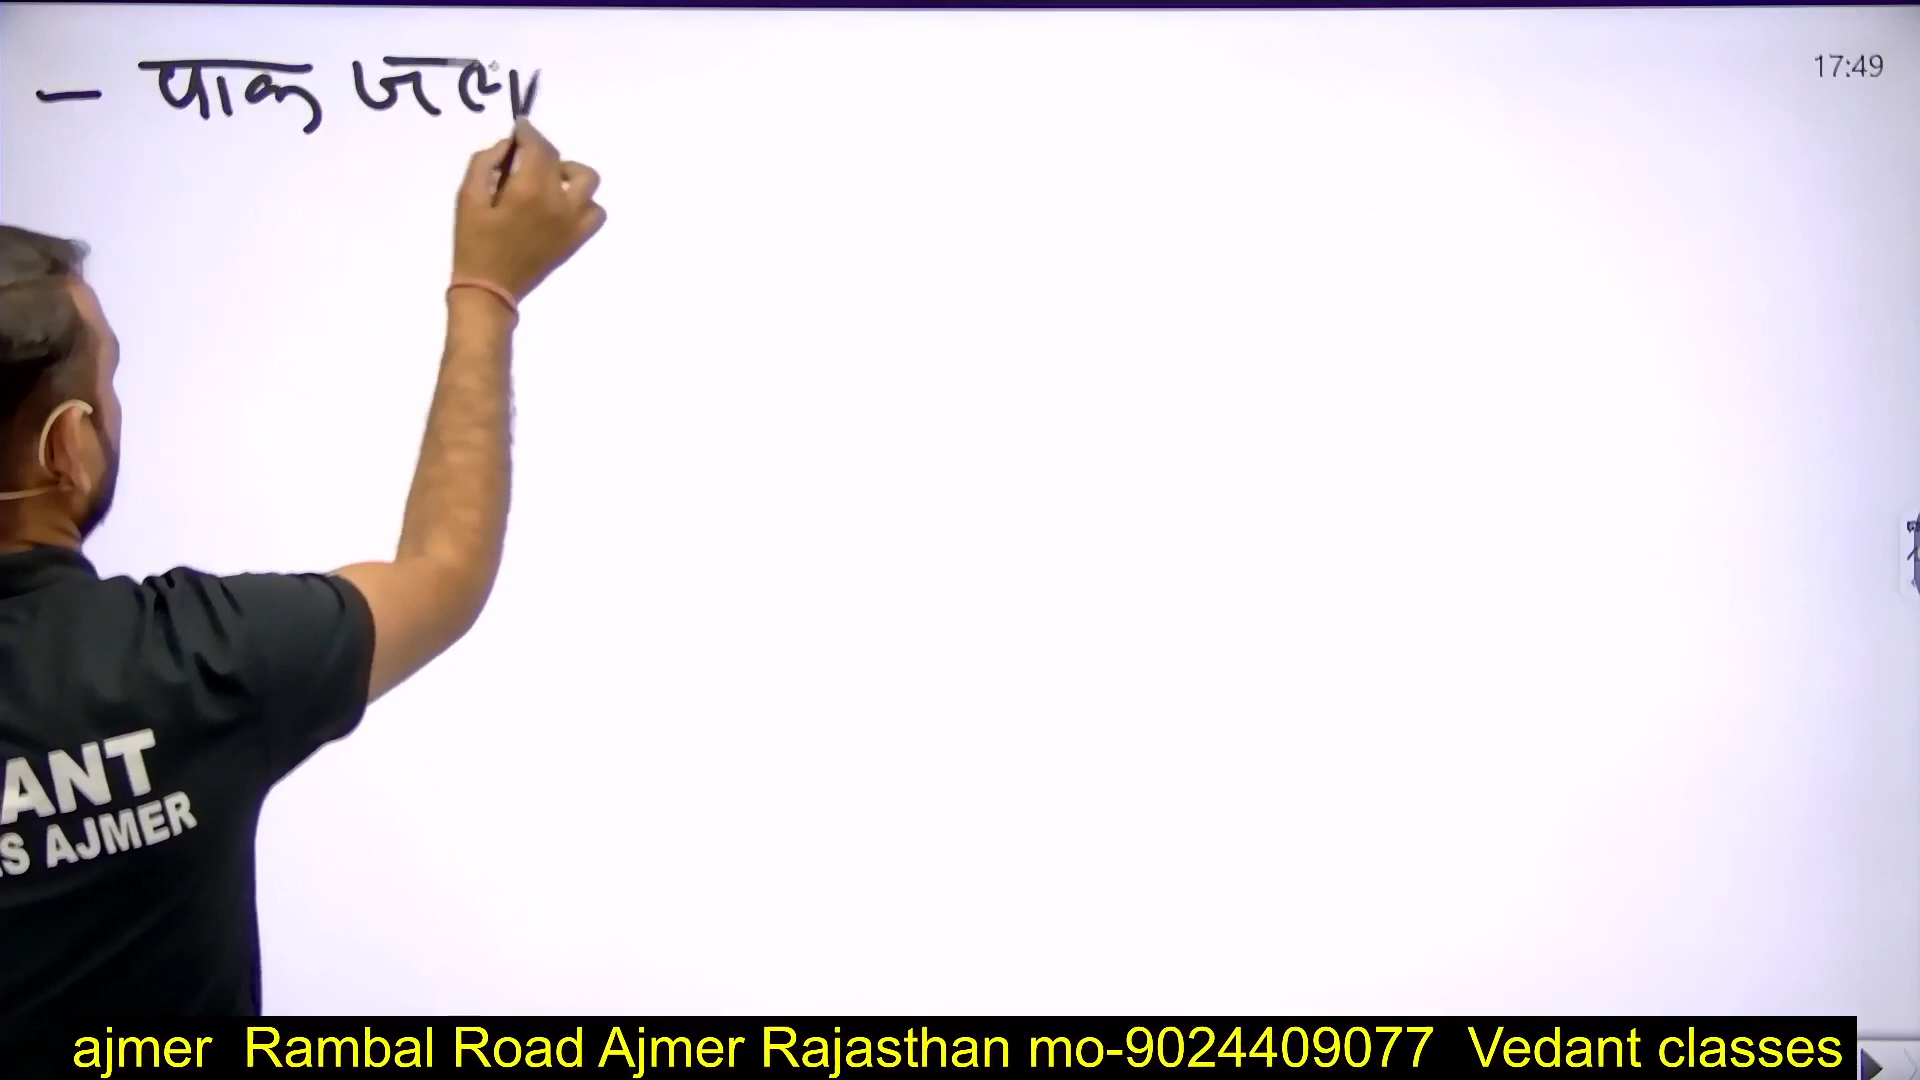 - पाक जल
17:49
ANT
S AJMER
ajmer Rambal Road Ajmer Rajasthan mo-9024409077 Vedant classes